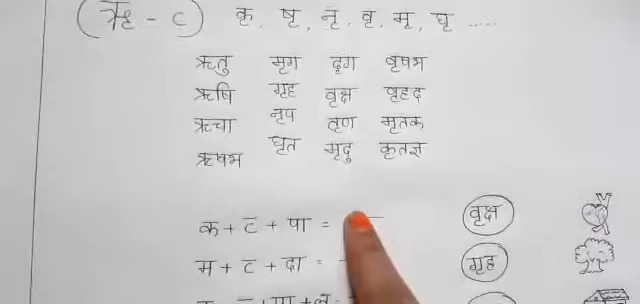 (ऋ - ृ) कृ, षृ, नृ, वृ, मृ, घृ .....
ऋतु मृग दृग वृषभ
ऋषि गृह वृक्ष वृहद
ऋचा नृप तृण मृतक
ऋषभ घृत मृदु कृतज्ञ
क + ृ + पा =
वृक्ष
म + ृ + दा =
गृह